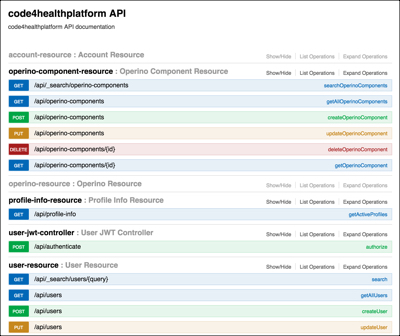 code4healthplatform API
code4healthplatform API documentation
account-resource : Account Resource Show/Hide List Operations Expand Operations
operino-component-resource : Operino Component Resource Show/Hide List Operations Expand Operations
GET /api/_search/operino-components searchOperinoComponents
GET /api/operino-components getAllOperinoComponents
POST /api/operino-components createOperinoComponent
PUT /api/operino-components updateOperinoComponent
DELETE /api/operino-components/{id} deleteOperinoComponent
GET /api/operino-components/{id} getOperinoComponent
operino-resource : Operino Resource Show/Hide List Operations Expand Operations
profile-info-resource : Profile Info Resource Show/Hide List Operations Expand Operations
GET /api/profile-info getActiveProfiles
user-jwt-controller : User JWT Controller Show/Hide List Operations Expand Operations
POST /api/authenticate authorize
user-resource : User Resource Show/Hide List Operations Expand Operations
GET /api/_search/users/{query} search
GET /api/users getAllUsers
POST /api/users createUser
PUT /api/users updateUser